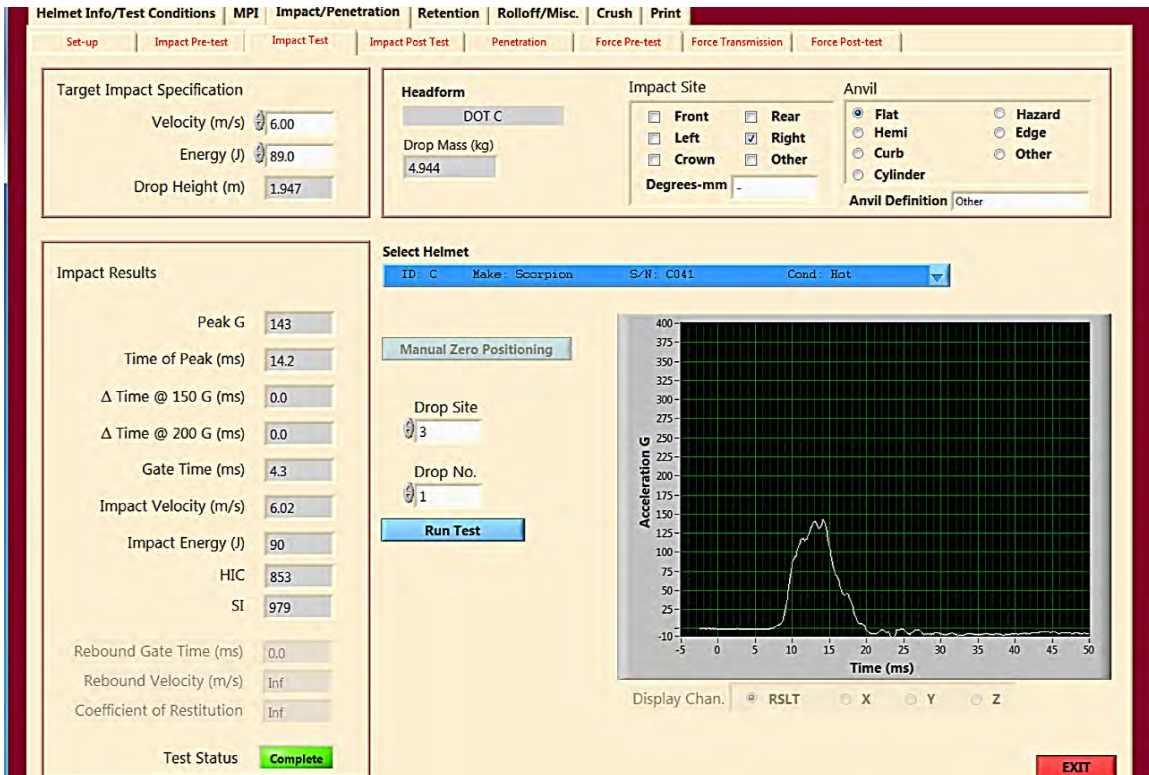 Helmet Info/Test Conditions MPI Impact/Penetration Retention Rolloff/Misc. Crush Print
Set-up Impact Pre-test Impact Test Impact Post Test Penetration Force Pre-test Force Transmission Force Post-test
Target Impact Specification
Velocity (m/s) 6.00
Energy (J) 89.0
Drop Height (m) 1.947
Headform
DOT C
Drop Mass (kg)
4.944
Impact Site
Front Rear
Left Right
Crown Other
Degrees-mm -
Anvil
Flat Hazard
Hemi Edge
Curb Other
Cylinder
Anvil Definition Other
Impact Results
Peak G 143
Time of Peak (ms) 14.2
Δ Time @ 150 G (ms) 0.0
Δ Time @ 200 G (ms) 0.0
Gate Time (ms) 4.3
Impact Velocity (m/s) 6.02
Impact Energy (J) 90
HIC 853
SI 979
Rebound Gate Time (ms) 0.0
Rebound Velocity (m/s) Inf
Coefficient of Restitution Inf
Test Status Complete
Select Helmet
ID: C Make: Scorpion S/N: C041 Cond: Hot
Manual Zero Positioning
Drop Site
3
Drop No.
1
Run Test
Acceleration G
400
375
350
325
300
275
250
225
200
175
150
125
100
75
50
25
-10
-5 0 5 10 15 20 25 30 35 40 45 50
Time (ms)
Display Chan. RSLT X Y Z
EXIT